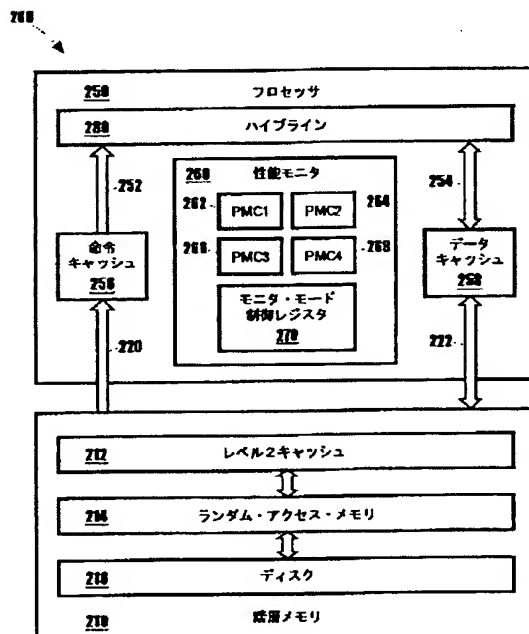 200
250 プロセッサ
280 パイプライン
252
254
260 性能モニタ
262 PMC1 PMC2 264
266 PMC3 PMC4 268
命令
キャッシュ
256
モニタ・モード
制御レジスタ
270
データ
キャッシュ
258
220
222
212 レベル2キャッシュ
214 ランダム・アクセス・メモリ
216 ディスク
210 階層メモリ